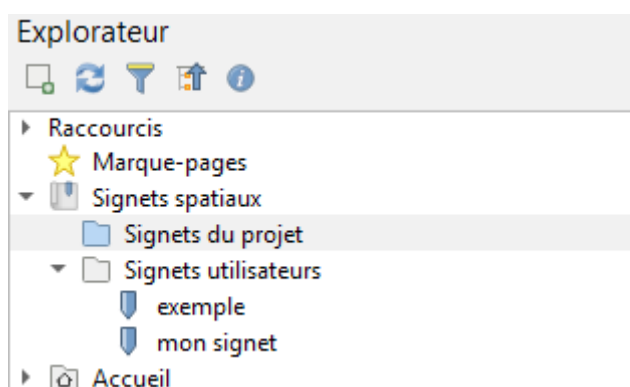 Explorateur
Raccourcis
Marque-pages
Signets spatiaux
Signets du projet
Signets utilisateurs
exemple
mon signet
Accueil